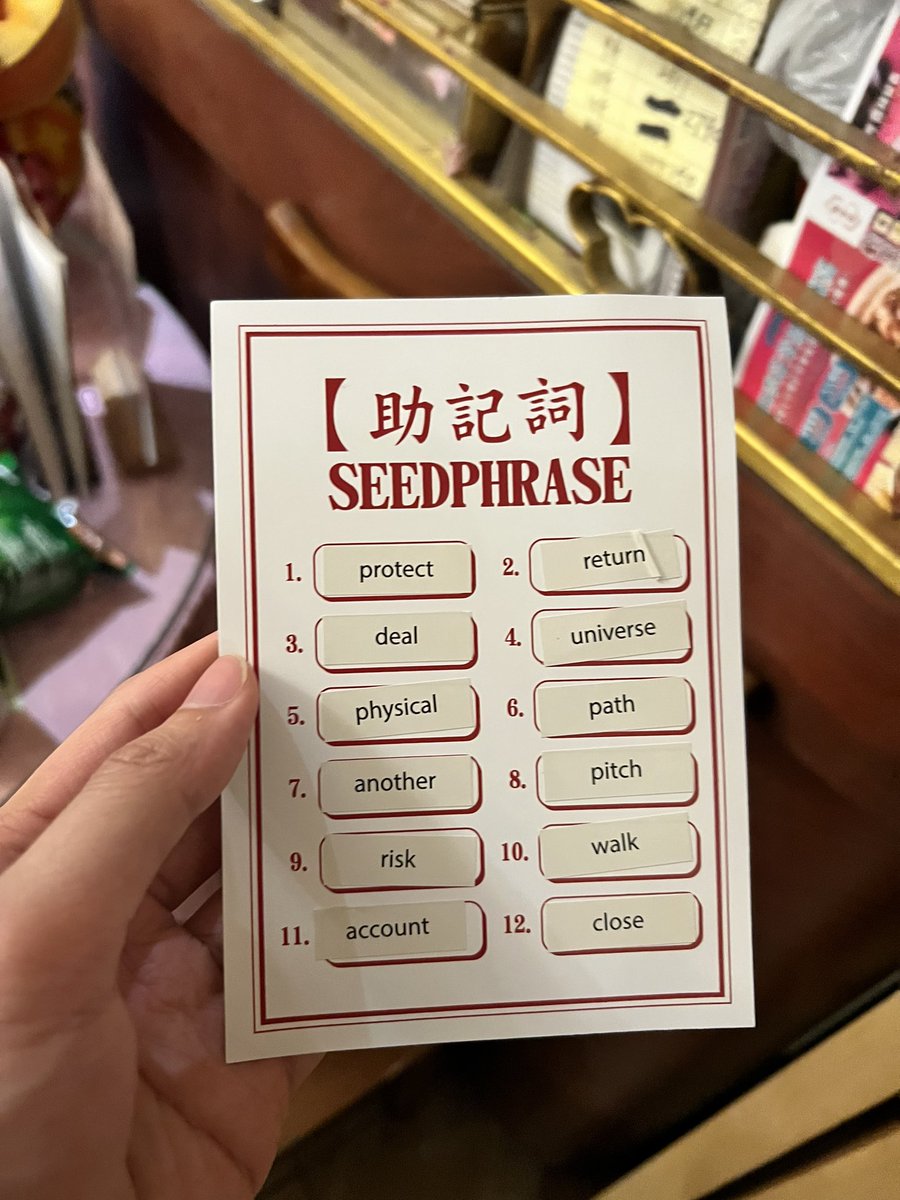 【助記詞】
SEEDPHRASE
1. protect 2. return
3. deal 4. universe
5. physical 6. path
7. another 8. pitch
9. risk 10. walk
11. account 12. close